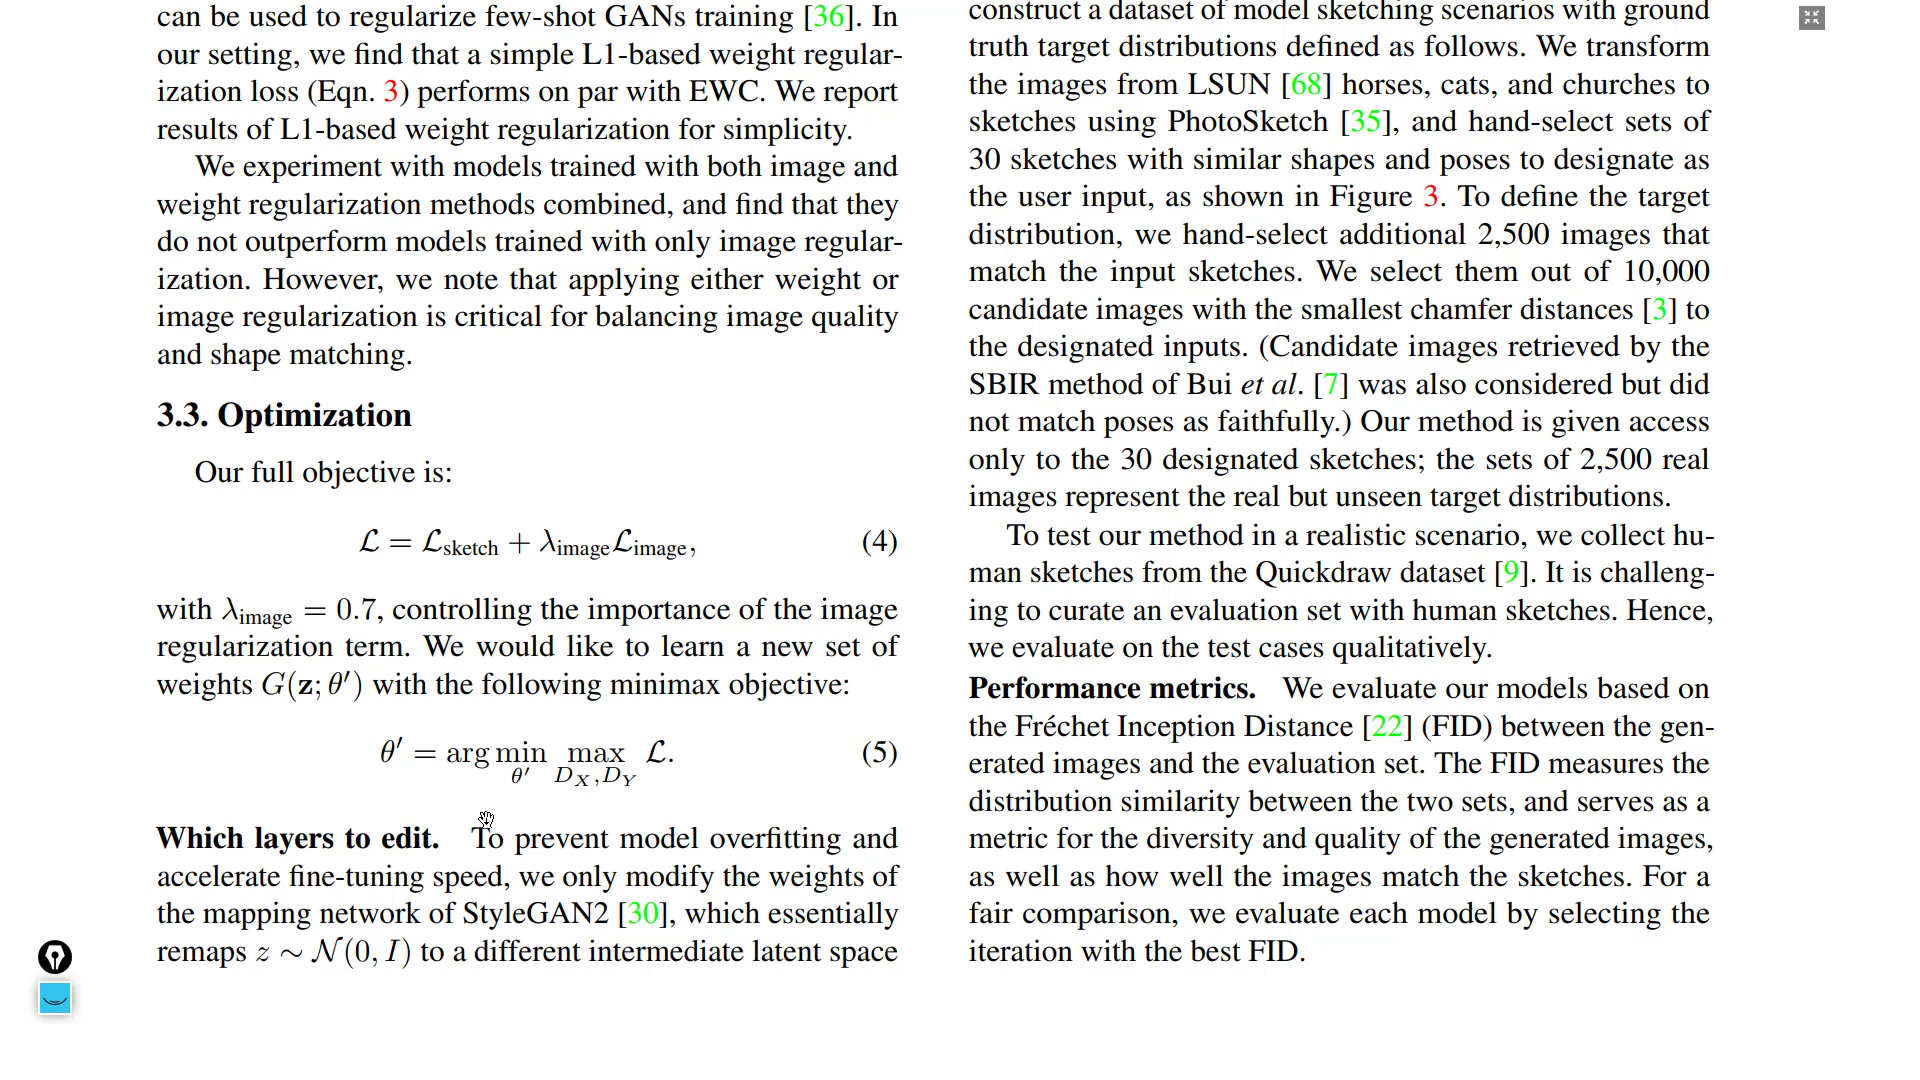 can be used to regularize few-shot GANs training [36]. In
our setting, we find that a simple L1-based weight regular-
ization loss (Eqn. 3) performs on par with EWC. We report
results of L1-based weight regularization for simplicity.
We experiment with models trained with both image and
weight regularization methods combined, and find that they
do not outperform models trained with only image regular-
ization. However, we note that applying either weight or
image regularization is critical for balancing image quality
and shape matching.
3.3. Optimization
Our full objective is:
ℒ = ℒsketch + λimageℒimage, (4)
with λimage = 0.7, controlling the importance of the image
regularization term. We would like to learn a new set of
weights G(z; θ′) with the following minimax objective:
θ′ = arg min θ′ max D_X,D_Y ℒ. (5)
Which layers to edit. To prevent model overfitting and
accelerate fine-tuning speed, we only modify the weights of
the mapping network of StyleGAN2 [30], which essentially
remaps z ∼ 𝒩(0, I) to a different intermediate latent space
construct a dataset of model sketching scenarios with ground
truth target distributions defined as follows. We transform
the images from LSUN [68] horses, cats, and churches to
sketches using PhotoSketch [35], and hand-select sets of
30 sketches with similar shapes and poses to designate as
the user input, as shown in Figure 3. To define the target
distribution, we hand-select additional 2,500 images that
match the input sketches. We select them out of 10,000
candidate images with the smallest chamfer distances [3] to
the designated inputs. (Candidate images retrieved by the
SBIR method of Bui et al. [7] was also considered but did
not match poses as faithfully.) Our method is given access
only to the 30 designated sketches; the sets of 2,500 real
images represent the real but unseen target distributions.
To test our method in a realistic scenario, we collect hu-
man sketches from the Quickdraw dataset [9]. It is challeng-
ing to curate an evaluation set with human sketches. Hence,
we evaluate on the test cases qualitatively.
Performance metrics. We evaluate our models based on
the Fréchet Inception Distance [22] (FID) between the gen-
erated images and the evaluation set. The FID measures the
distribution similarity between the two sets, and serves as a
metric for the diversity and quality of the generated images,
as well as how well the images match the sketches. For a
fair comparison, we evaluate each model by selecting the
iteration with the best FID.